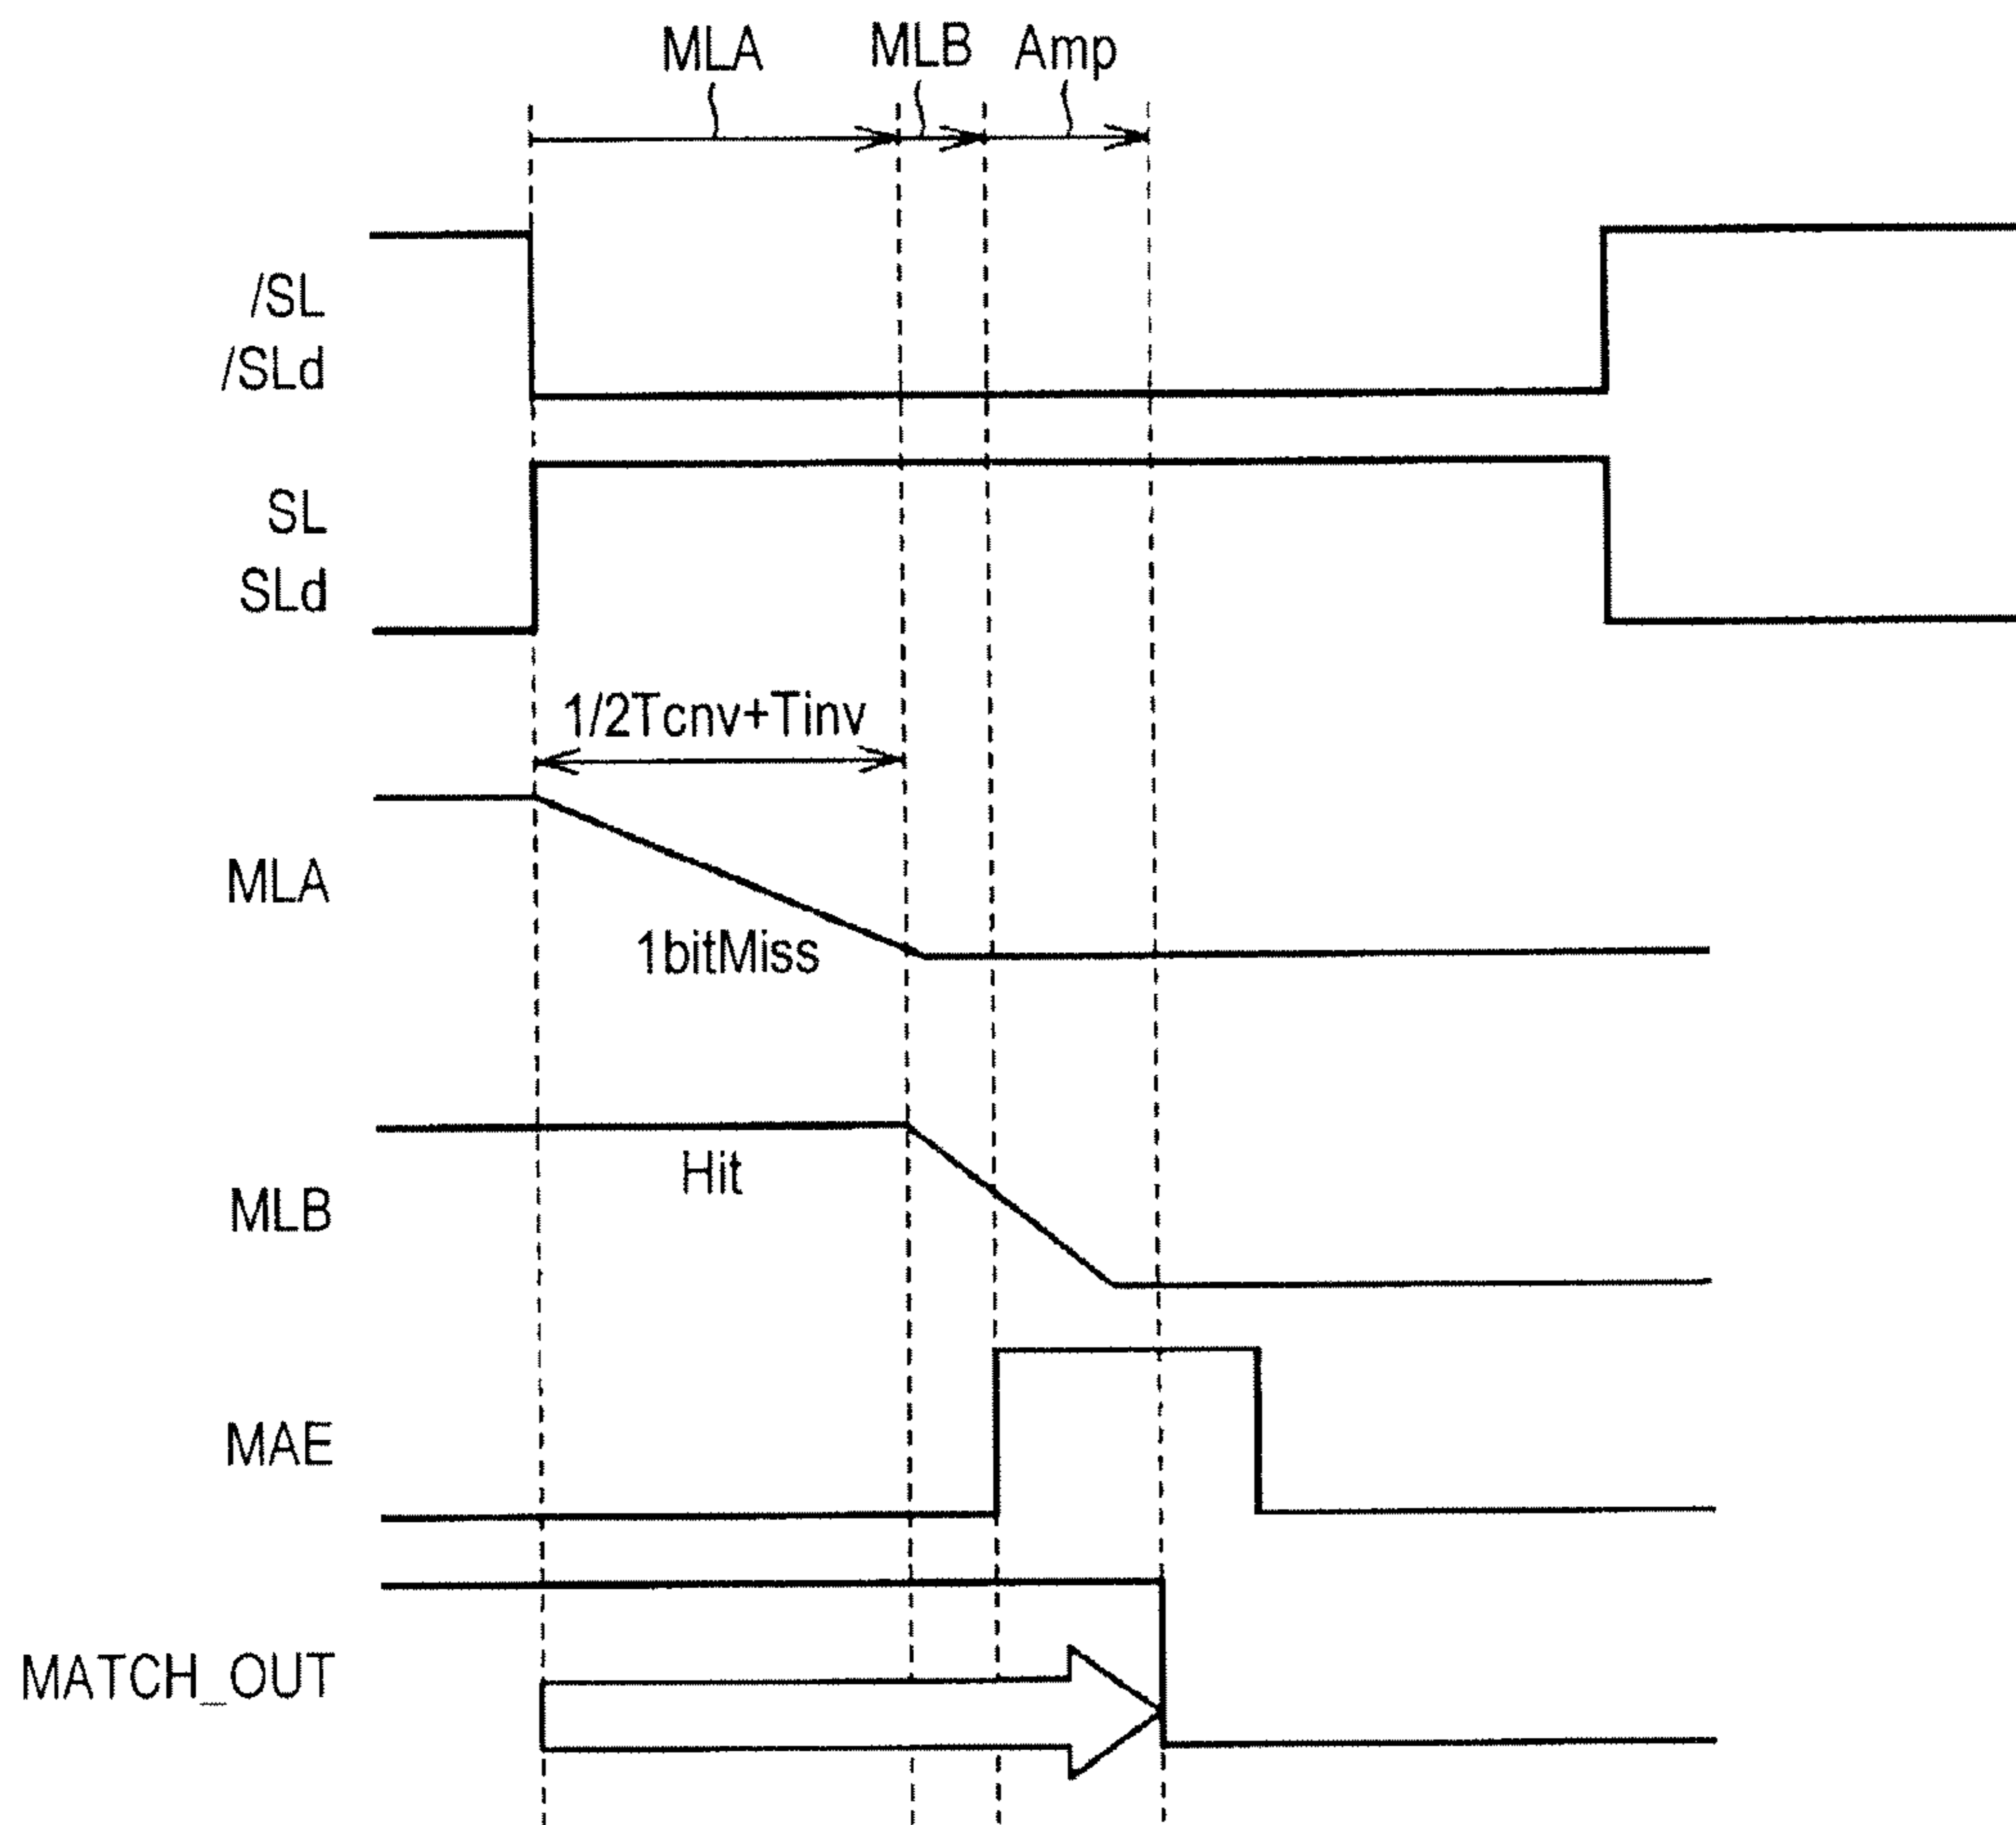 MLA MLB Amp
/SL
/SLd
SL
SLd
1/2Tcnv+Tinv
MLA
1bitMiss
Hit
MLB
MAE
MATCH_OUT